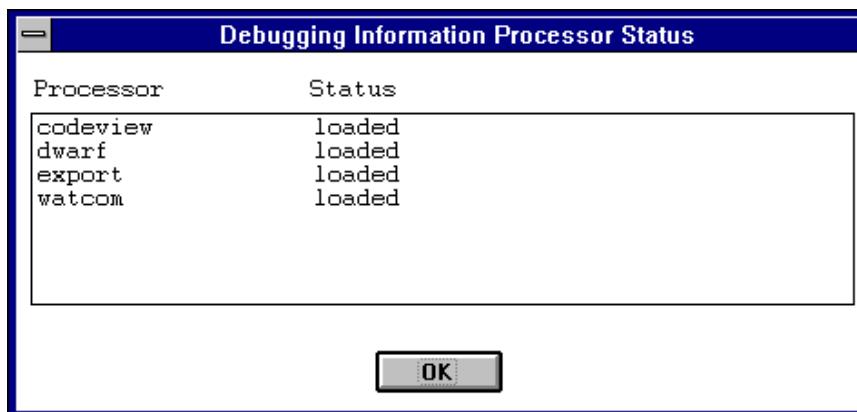 Debugging Information Processor Status
Processor Status
codeview loaded
dwarf loaded
export loaded
watcom loaded
OK